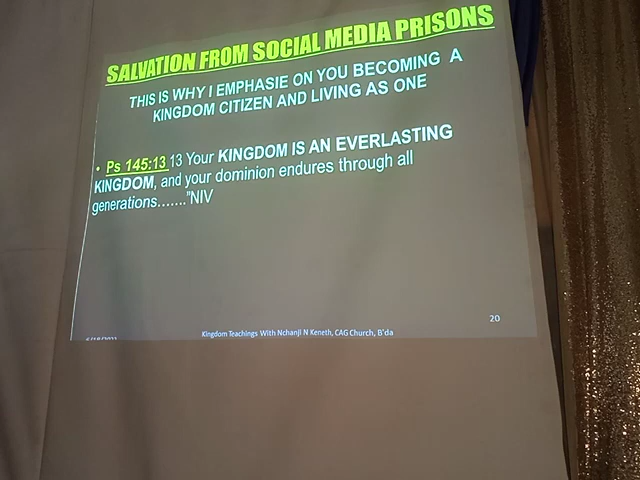 SALVATION FROM SOCIAL MEDIA PRISONS
THIS IS WHY I EMPHASIE ON YOU BECOMING A
KINGDOM CITIZEN AND LIVING AS ONE
• Ps 145:13 13 Your KINGDOM IS AN EVERLASTING
KINGDOM, and your dominion endures through all
generations…….”NIV
20
Kingdom Teachings With Nchanji N Keneth, CAG Church, B'da